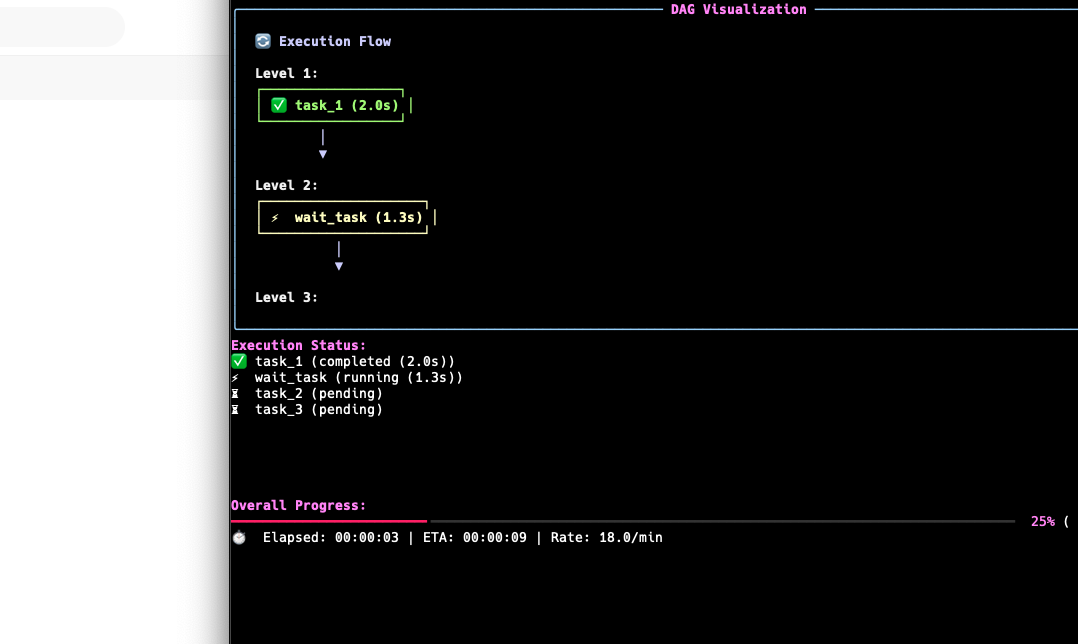 DAG Visualization
🔄 Execution Flow
Level 1:
✅ task_1 (2.0s)
Level 2:
⚡ wait_task (1.3s)
Level 3:
Execution Status:
✅ task_1 (completed (2.0s))
⚡ wait_task (running (1.3s))
⏳ task_2 (pending)
⏳ task_3 (pending)
Overall Progress:
25% (
⏱ Elapsed: 00:00:03 | ETA: 00:00:09 | Rate: 18.0/min